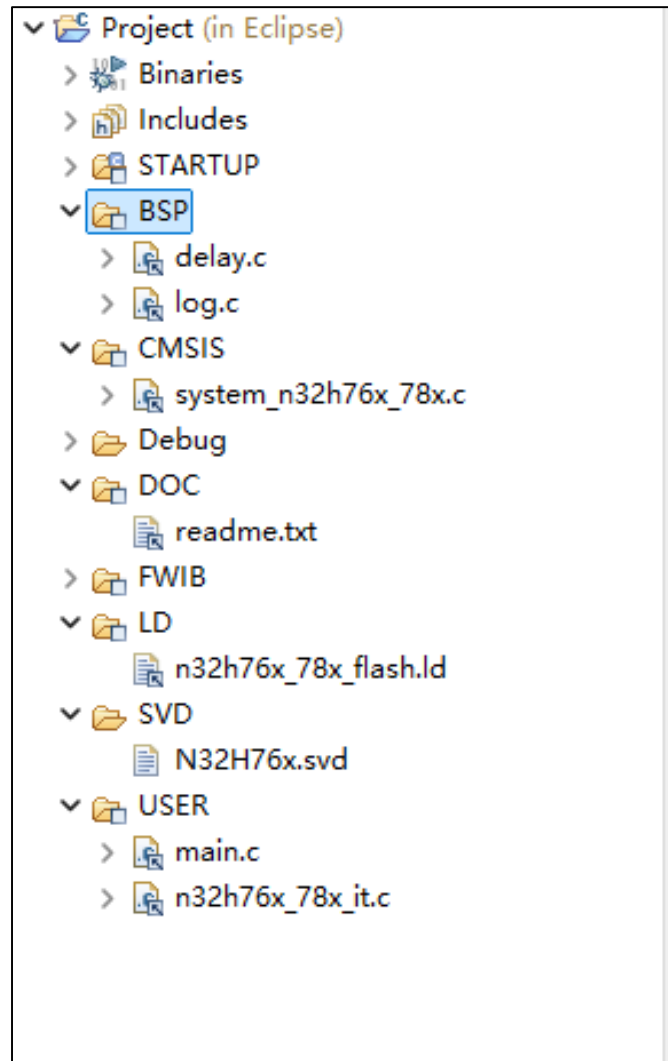 Project (in Eclipse)
Binaries
Includes
STARTUP
BSP
delay.c
log.c
CMSIS
system_n32h76x_78x.c
Debug
DOC
readme.txt
FWIB
LD
n32h76x_78x_flash.ld
SVD
N32H76x.svd
USER
main.c
n32h76x_78x_it.c